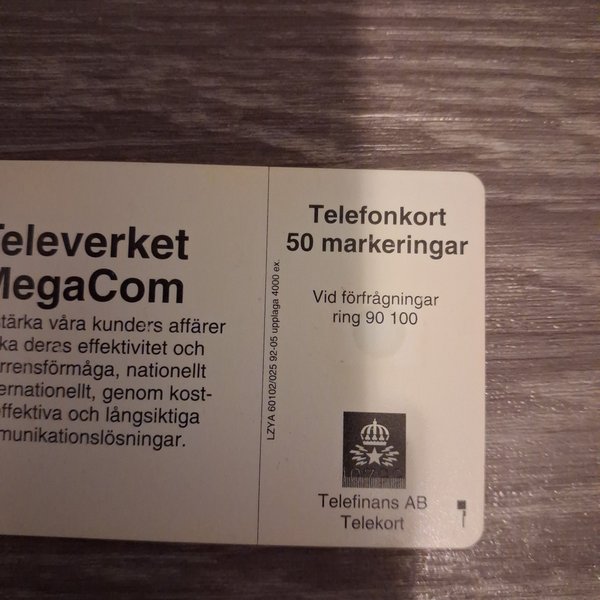 Televerket
MegaCom
stärka våra kunders affärer
ka deras effektivitet och
rrensförmåga, nationellt
ernationellt, genom kost-
effektiva och långsiktiga
munikationslösningar.
LZYA 60102/025 92-05 upplaga 4000 ex.
Telefonkort
50 markeringar
Vid förfrågningar
ring 90 100
Telefinans AB
Telekort